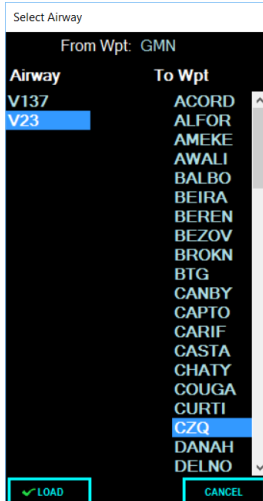 Select Airway
From Wpt: GMN
Airway To Wpt
V137 ACORD
V23 ALFOR
AMEKE
AWALI
BALBO
BEIRA
BEREN
BEZOV
BROKN
BTG
CANBY
CAPTO
CARIF
CASTA
CHATY
COUGA
CURTI
CZQ
DANAH
DELNO
LOAD CANCEL